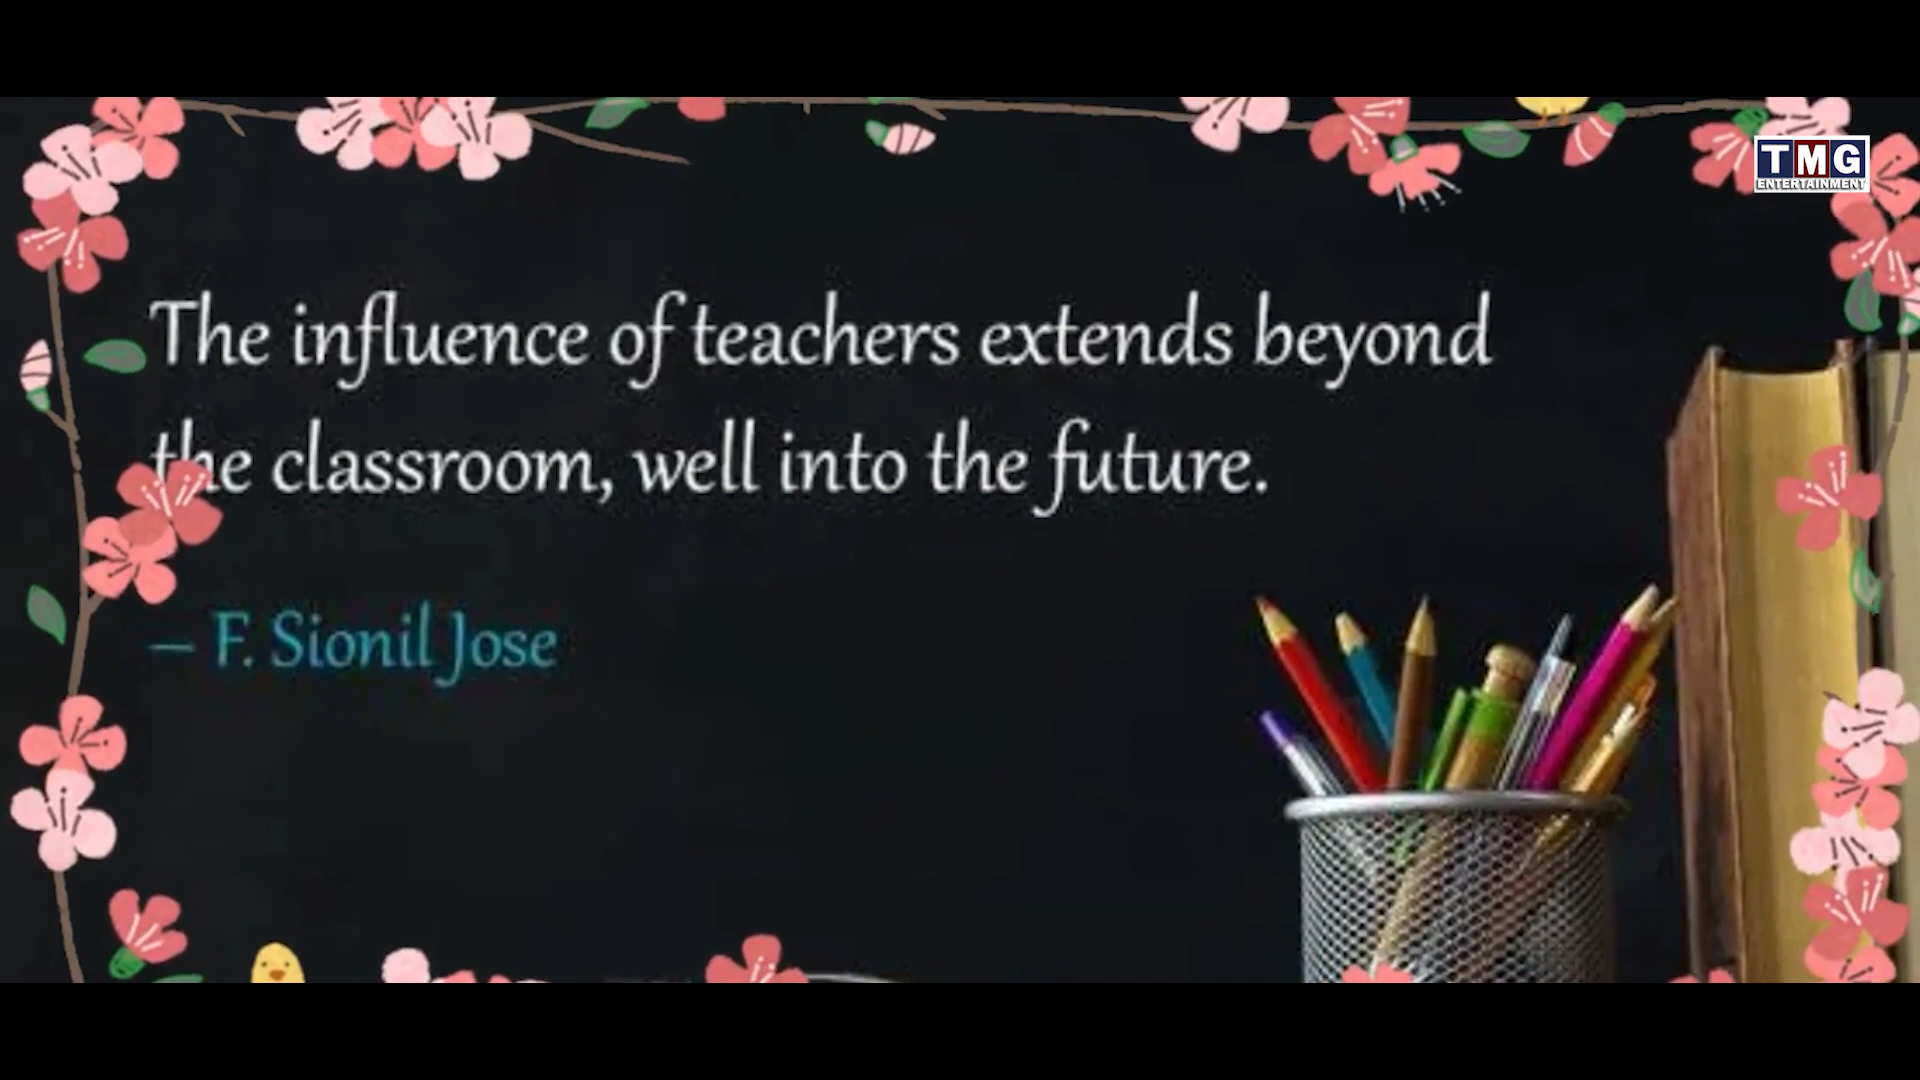 TMG
ENTERTAINMENT
The influence of teachers extends beyond
the classroom, well into the future.
– F. Sionil Jose